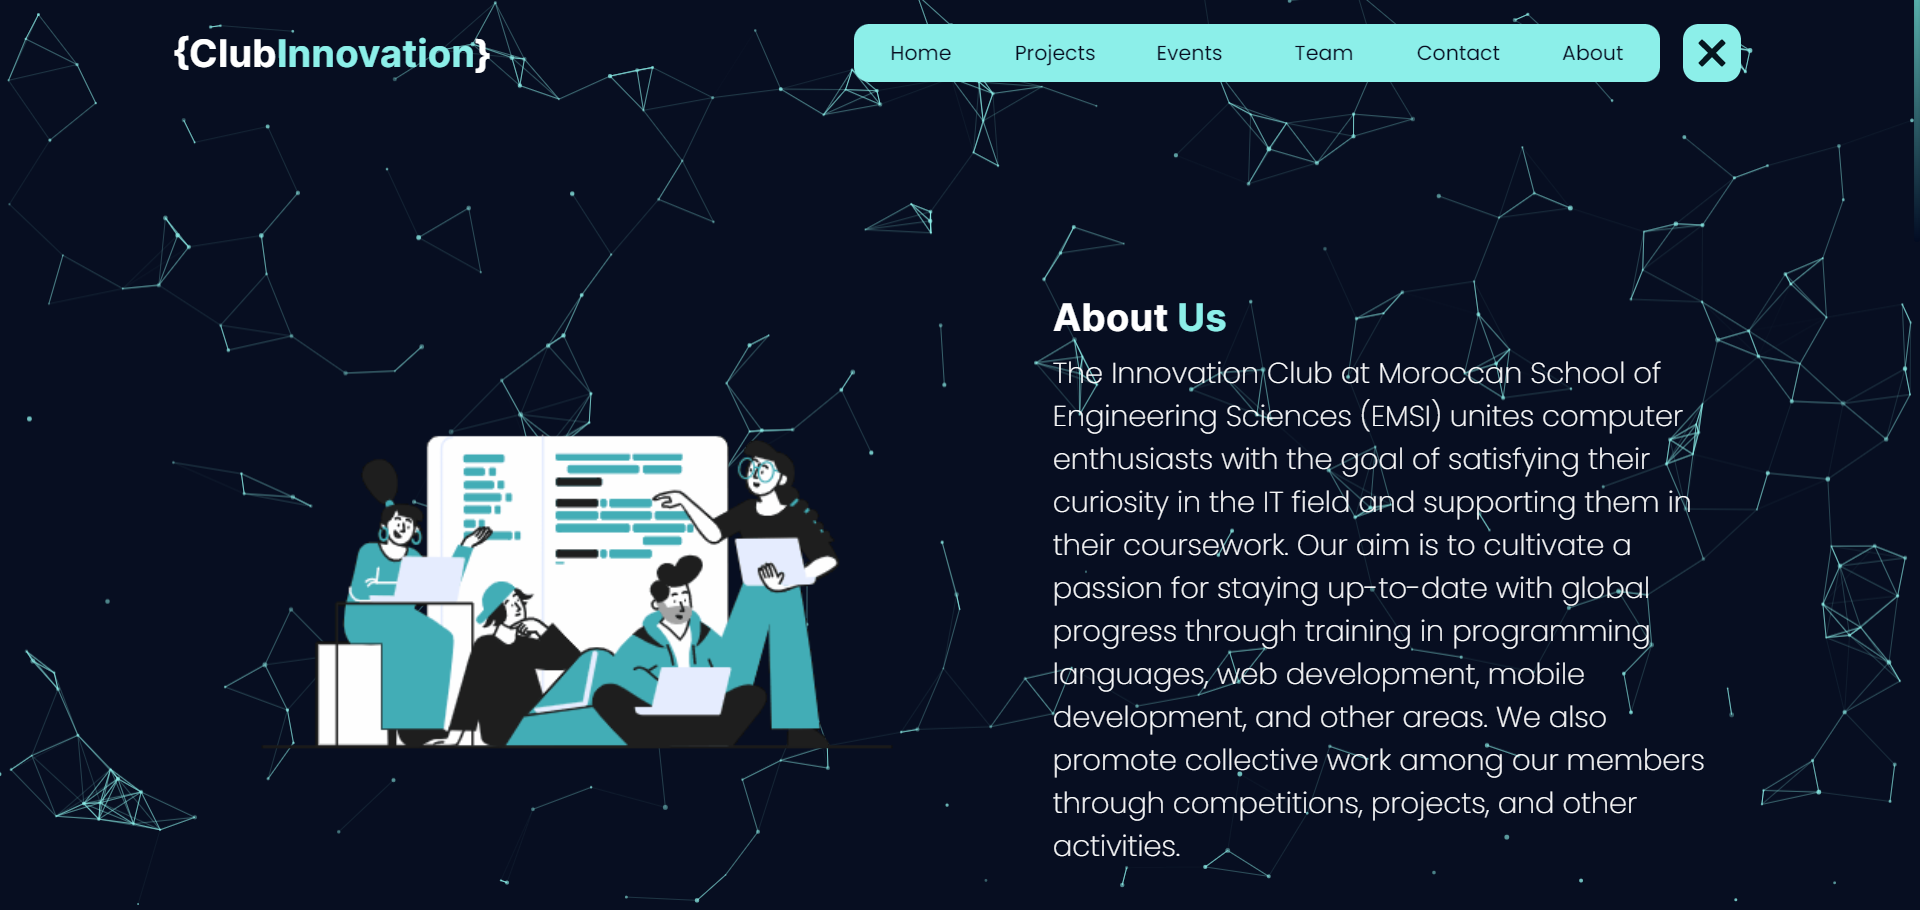 {ClubInnovation}
Home Projects Events Team Contact About
About Us
The Innovation Club at Moroccan School of
Engineering Sciences (EMSI) unites computer
enthusiasts with the goal of satisfying their
curiosity in the IT field and supporting them in
their coursework. Our aim is to cultivate a
passion for staying up-to-date with global
progress through training in programming
languages, web development, mobile
development, and other areas. We also
promote collective work among our members
through competitions, projects, and other
activities.